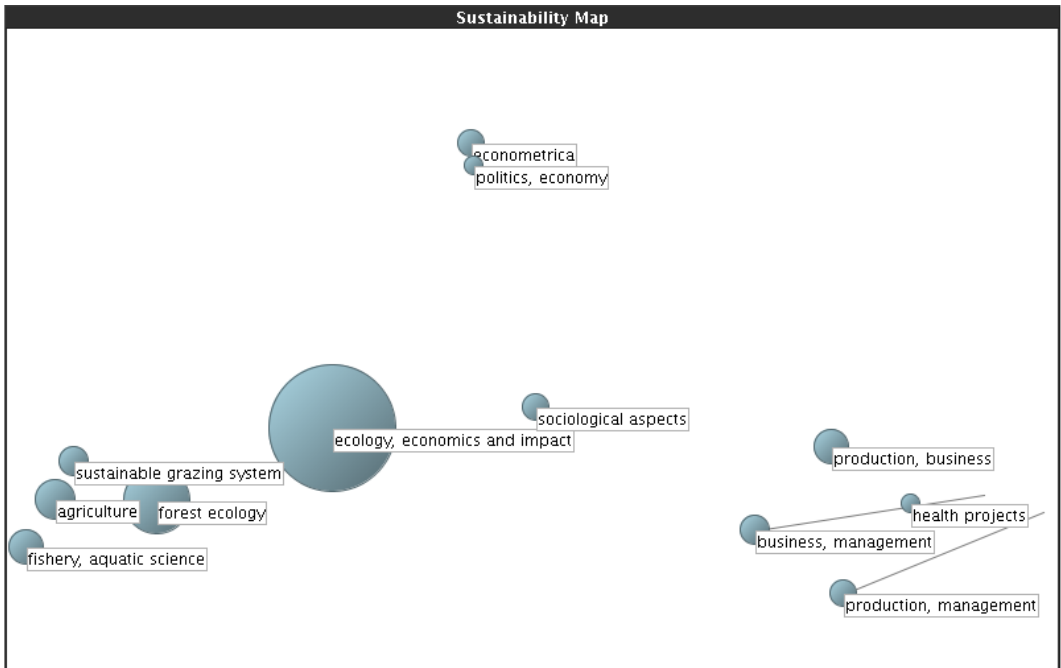 Sustainability Map
econometrica
politics, economy
sociological aspects
ecology, economics and impact
production, business
sustainable grazing system
agriculture
forest ecology
health projects
business, management
fishery, aquatic science
production, management